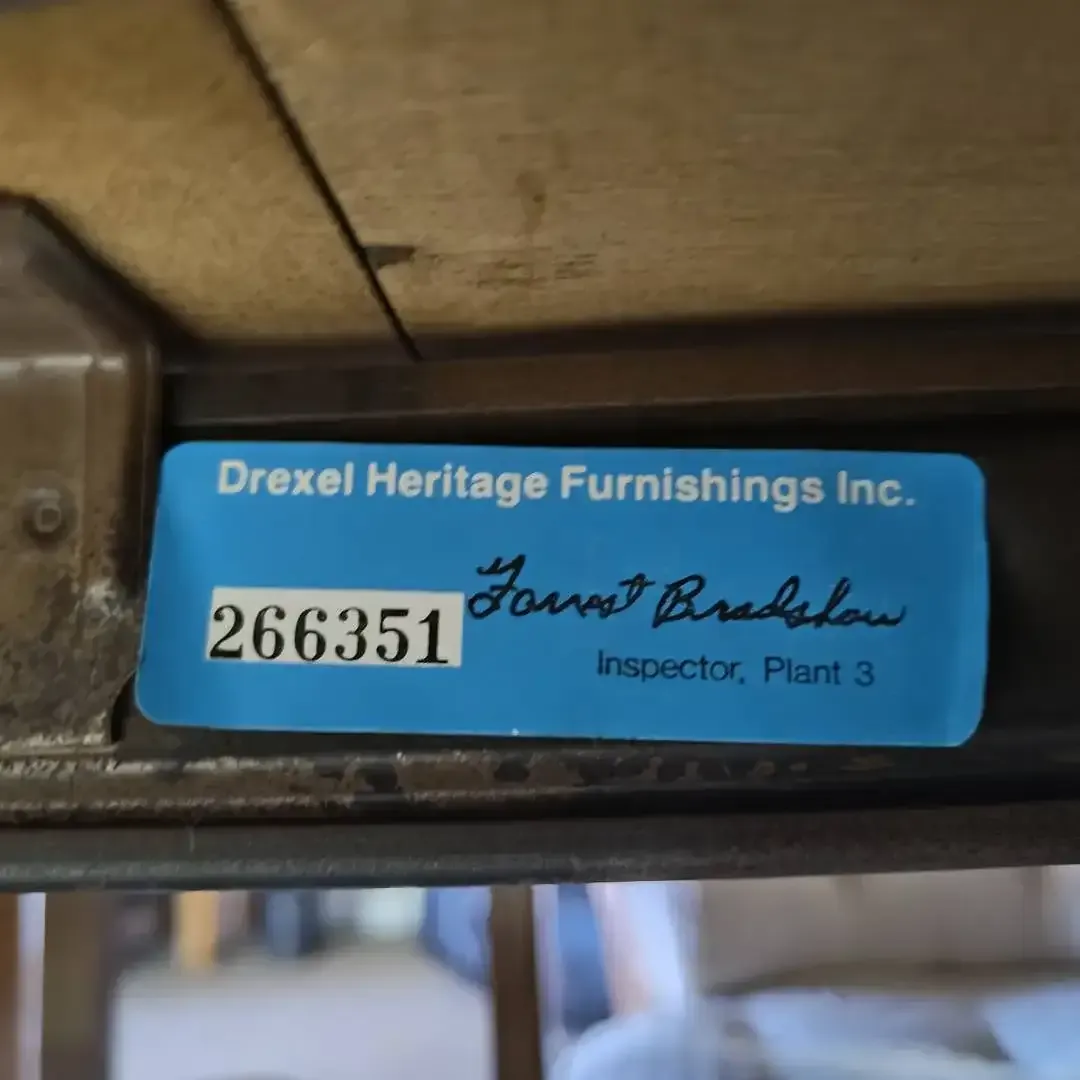 Drexel Heritage Furnishings Inc.
Forrest Bradshaw
266351
Inspector, Plant 3